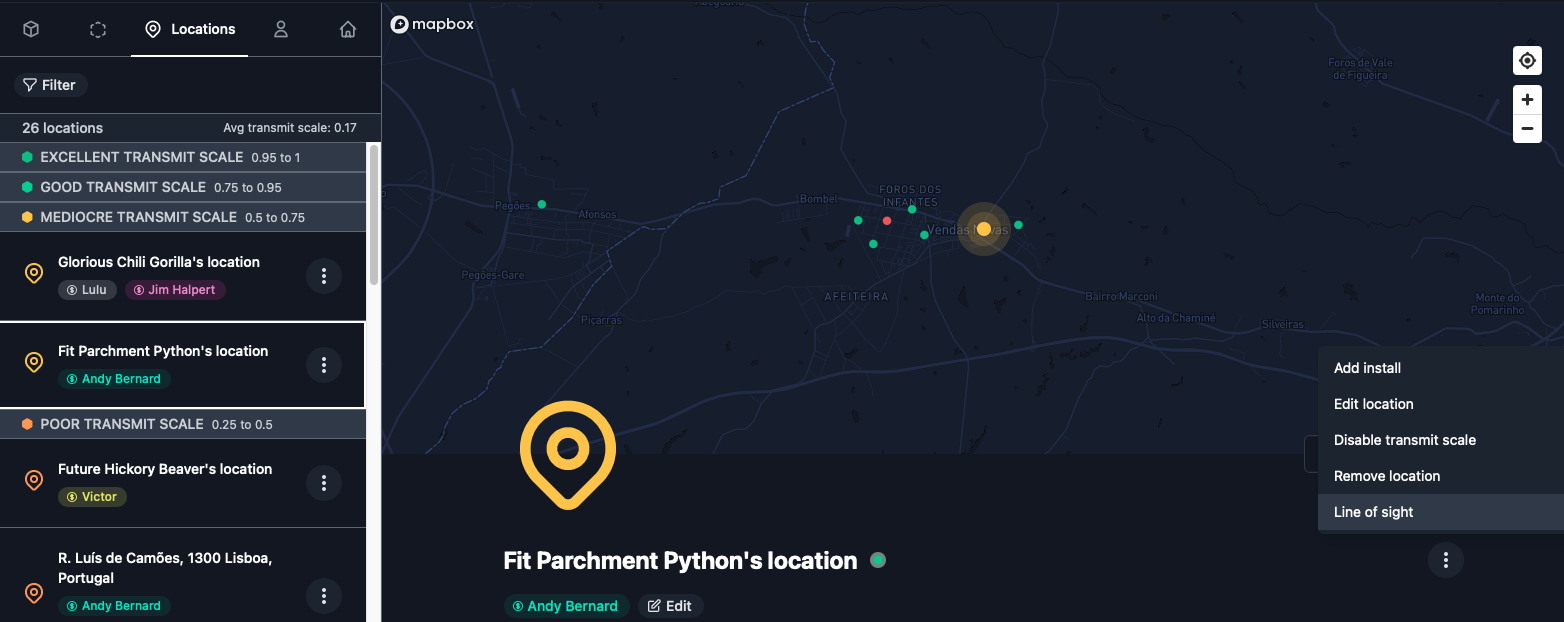 Locations
Filter
26 locations
Avg transmit scale: 0.17
EXCELLENT TRANSMIT SCALE 0.95 to 1
GOOD TRANSMIT SCALE 0.75 to 0.95
MEDIOCRE TRANSMIT SCALE 0.5 to 0.75
Glorious Chili Gorilla's location
Lulu
Jim Halpert
Fit Parchment Python's location
Andy Bernard
POOR TRANSMIT SCALE 0.25 to 0.5
Future Hickory Beaver's location
Victor
R. Luís de Camões, 1300 Lisboa,
Portugal
Andy Bernard
mapbox
Foros de Vale
de Figueira
Pegões
Afonsos
Bombel
FOROS DOS
INFANTES
Vendas Novas
Pegões-Gare
AFEITEIRA
Bairro Marconi
Monte do
Pomarinho
Piçarras
Alto da Chaminé
Silveiras
Add install
Edit location
Disable transmit scale
Remove location
Line of sight
Fit Parchment Python's location
Andy Bernard
Edit